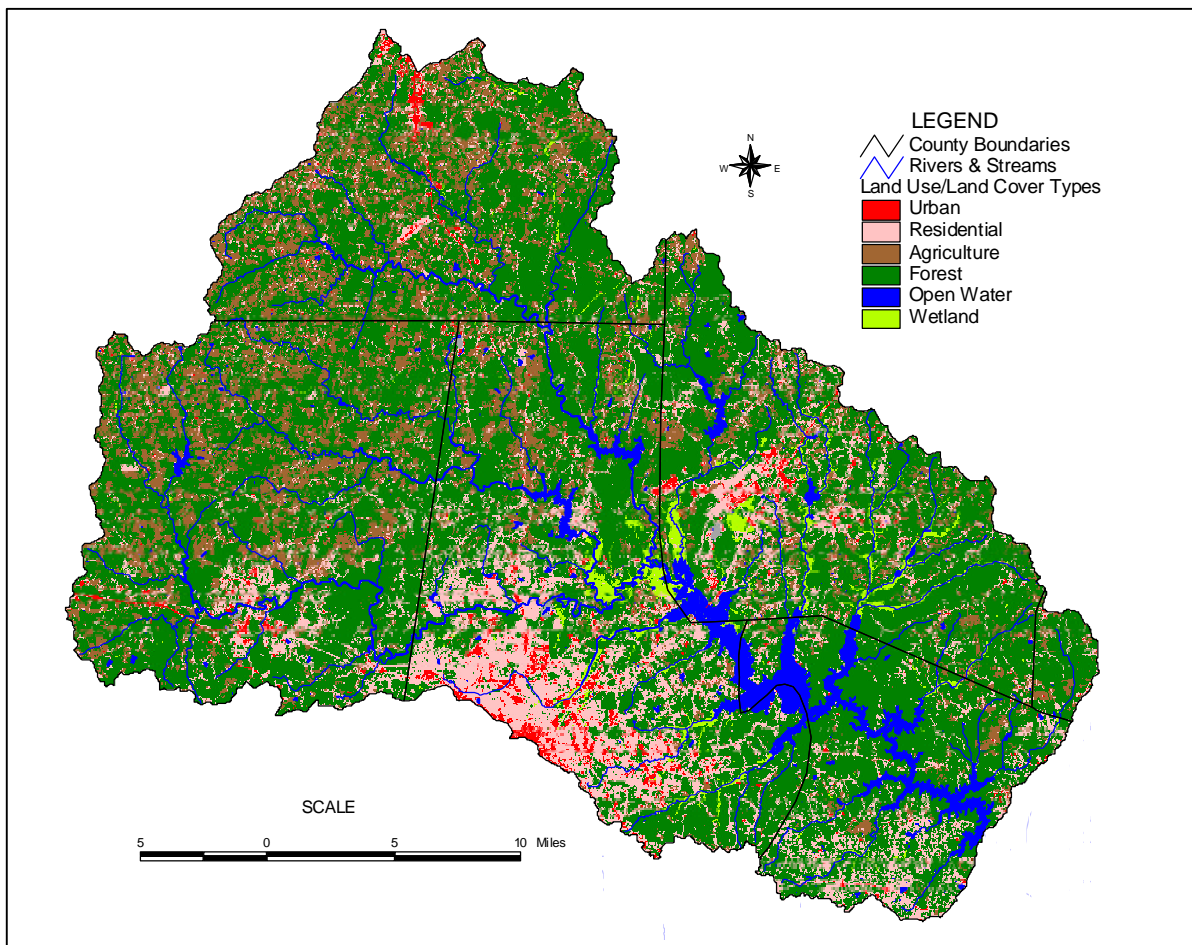 LEGEND
County Boundaries
Rivers & Streams
Land Use/Land Cover Types
Urban
Residential
Agriculture
Forest
Open Water
Wetland
N
W E
S
SCALE
5 0 5 10 Miles